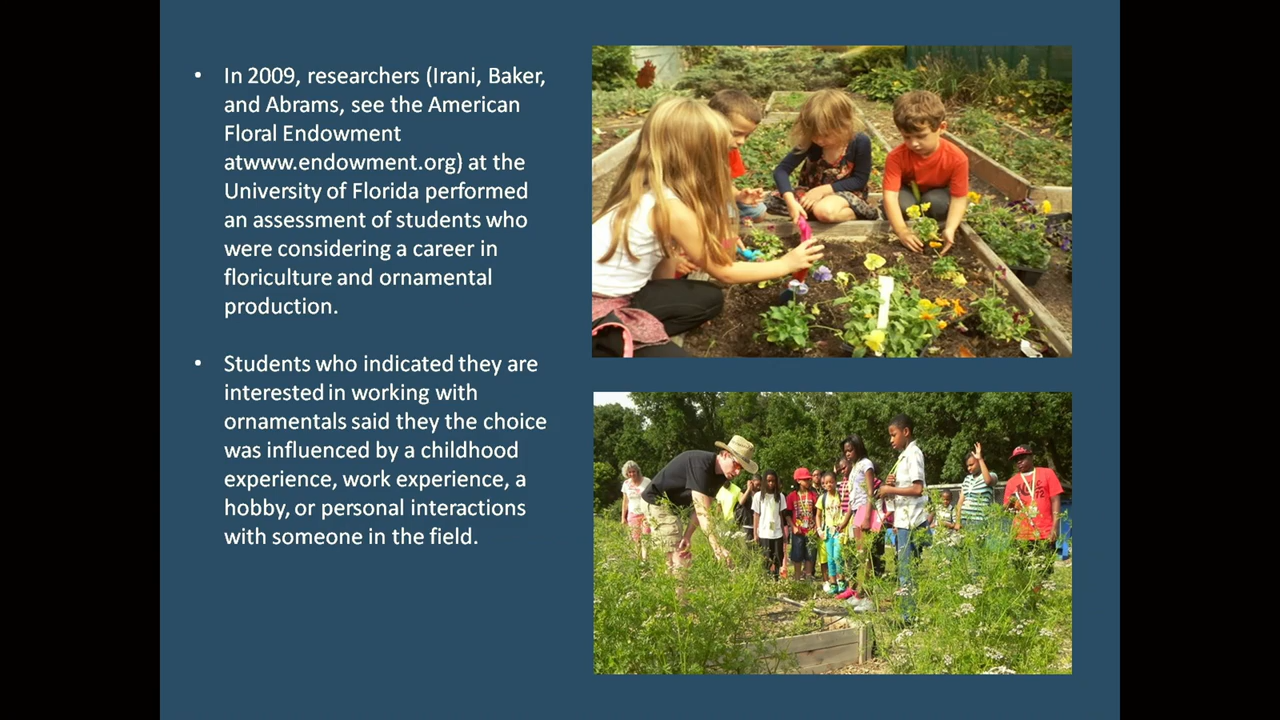 • In 2009, researchers (Irani, Baker,
and Abrams, see the American
Floral Endowment
atwww.endowment.org) at the
University of Florida performed
an assessment of students who
were considering a career in
floriculture and ornamental
production.
• Students who indicated they are
interested in working with
ornamentals said they the choice
was influenced by a childhood
experience, work experience, a
hobby, or personal interactions
with someone in the field.